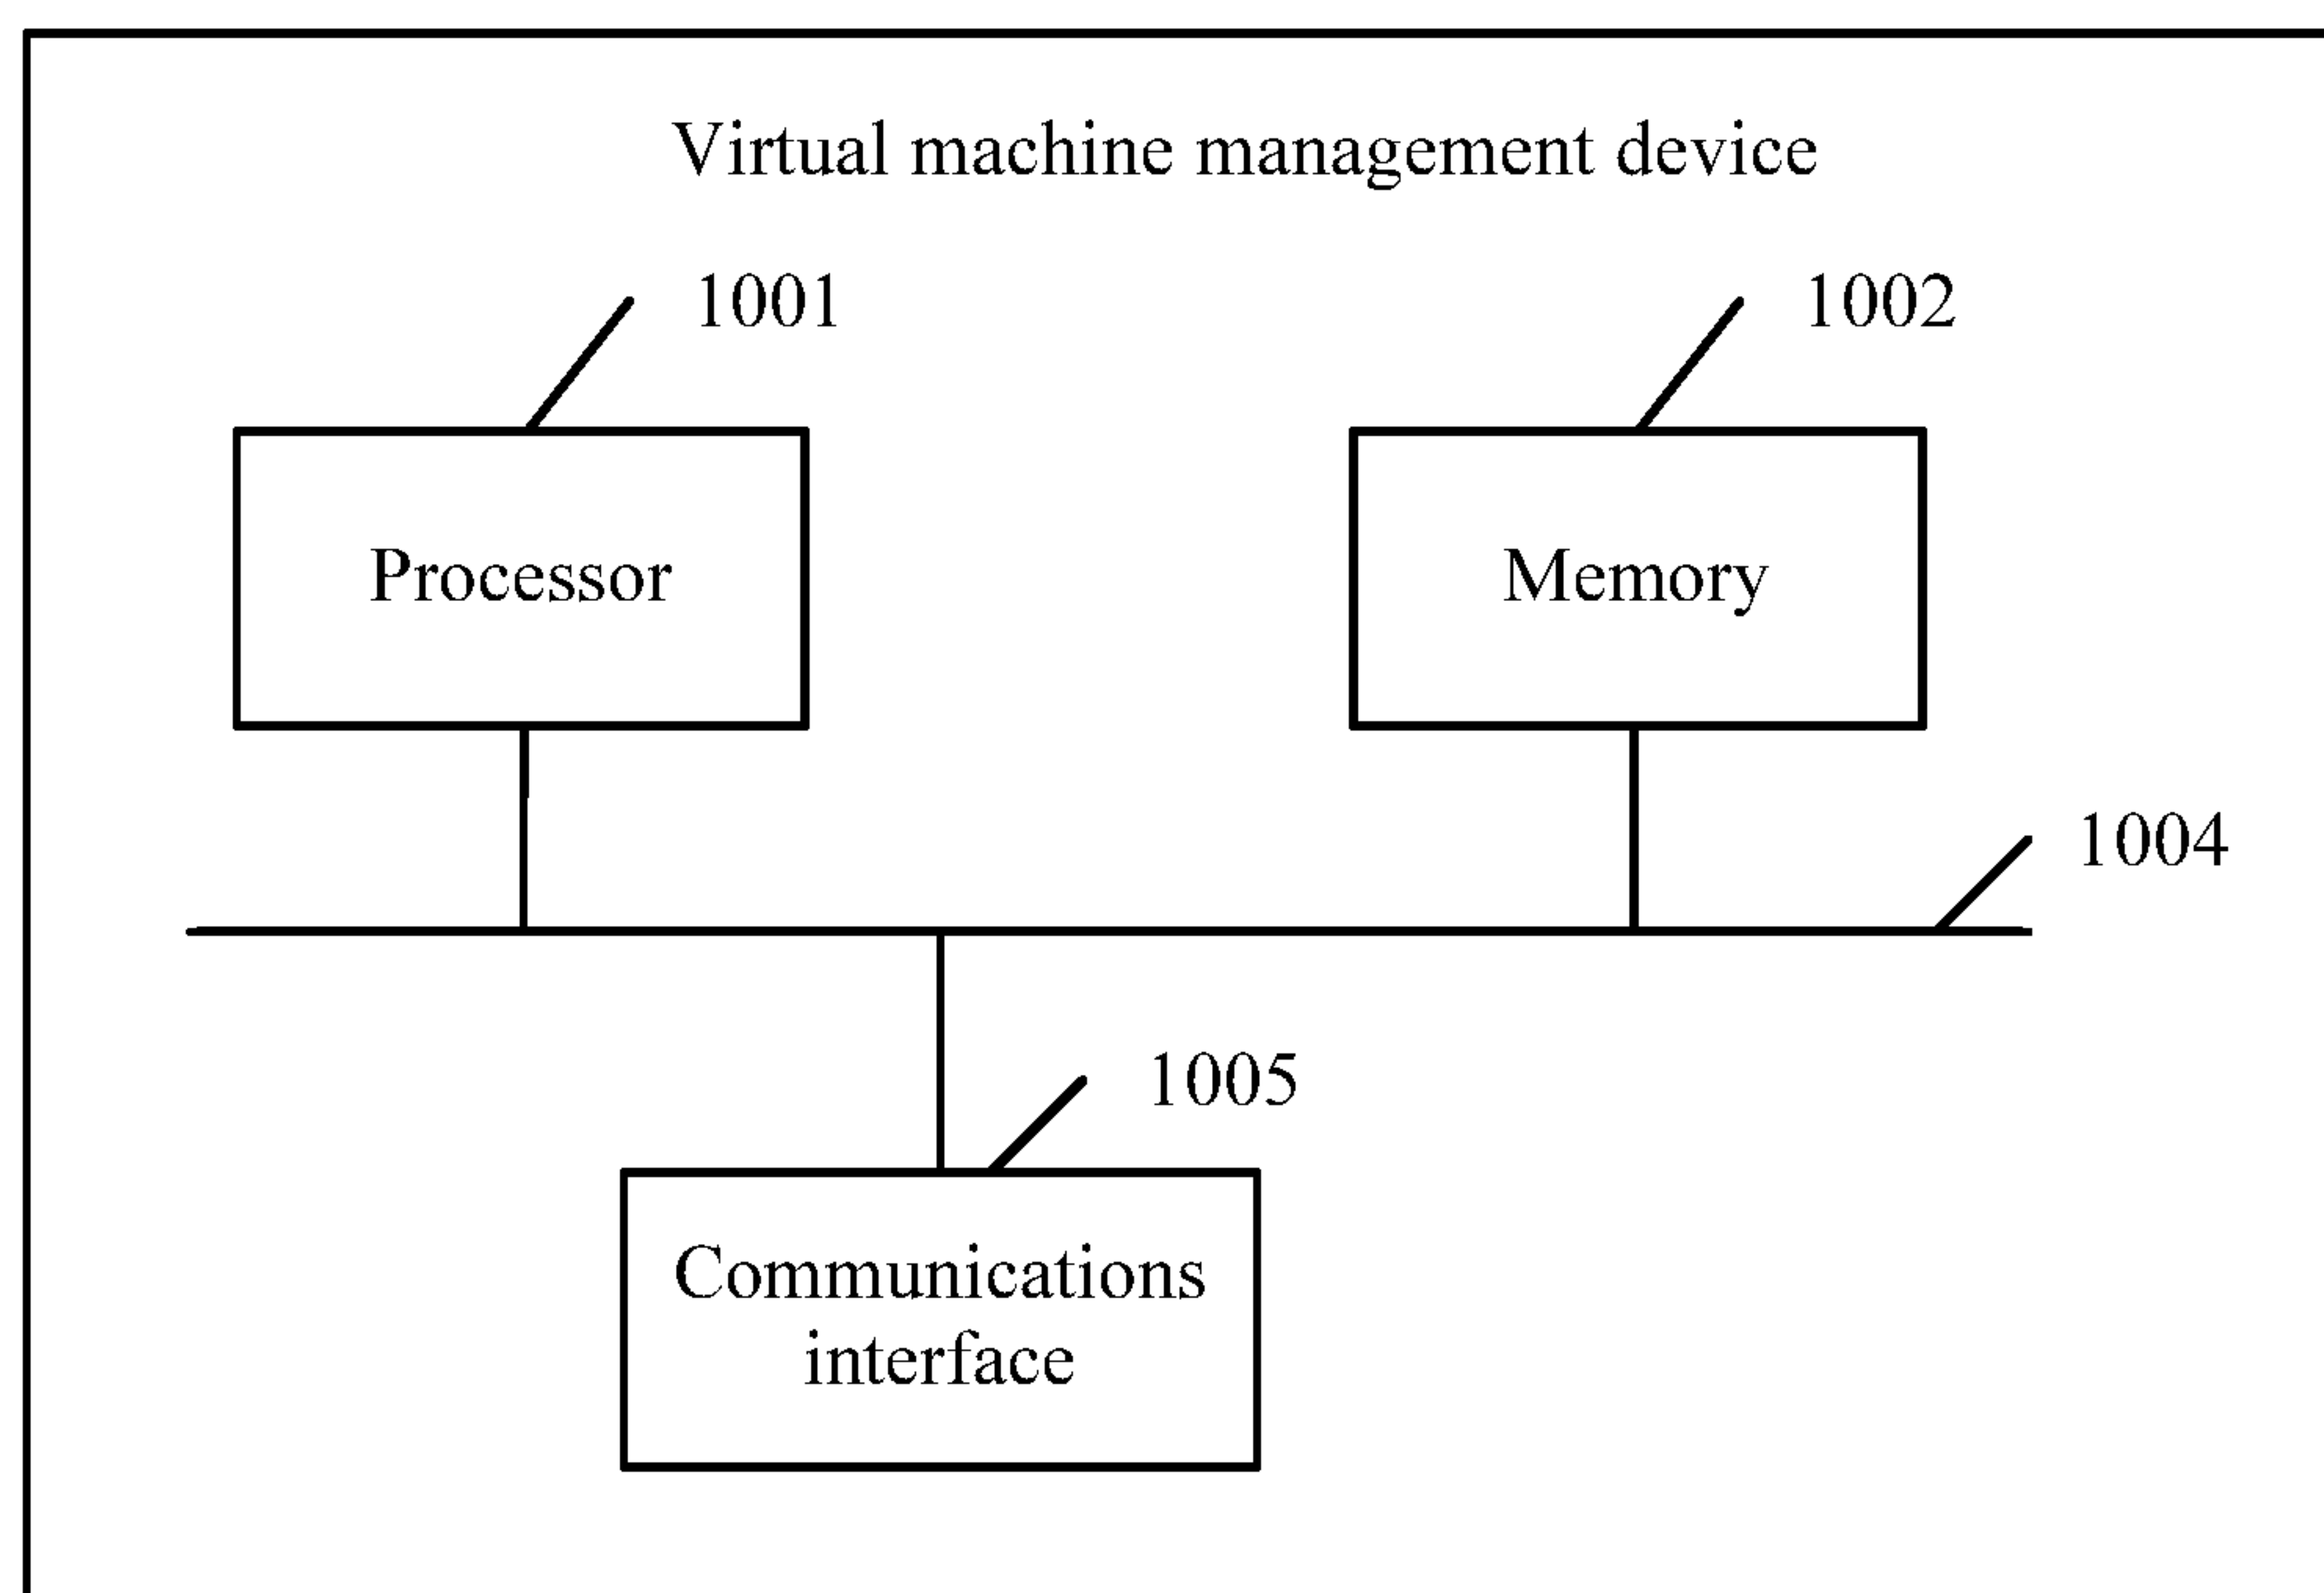 Virtual machine management device
1001
1002
Processor
Memory
1004
1005
Communications
interface